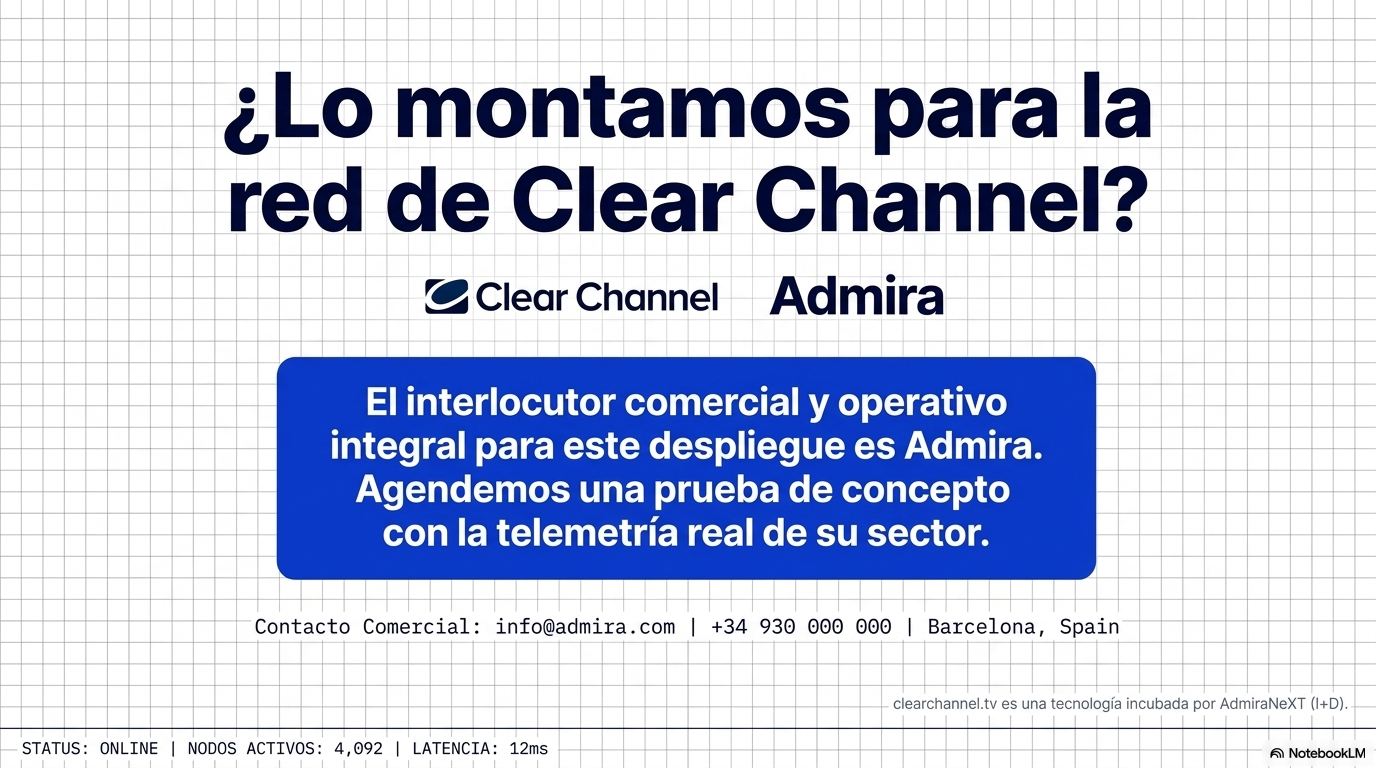 ¿Lo montamos para la
red de Clear Channel?
Clear Channel
Admira
El interlocutor comercial y operativo
integral para este despliegue es Admira.
Agendemos una prueba de concepto
con la telemetría real de su sector.
Contacto Comercial: info@admira.com | +34 930 000 000 | Barcelona, Spain
clearchannel.tv es una tecnología incubada por AdmiraNeXT (I+D).
STATUS: ONLINE | NODOS ACTIVOS: 4,092 | LATENCIA: 12ms
NotebookLM